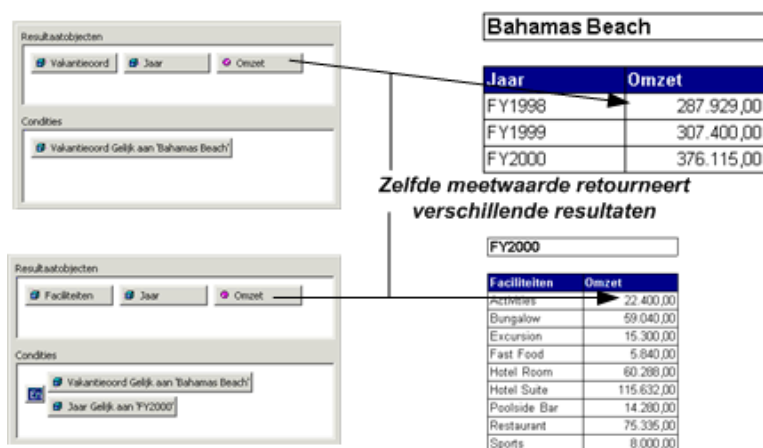 Resultaatobjecten
Vakantieoord Jaar Omzet
Condities
Vakantieoord Gelijk aan 'Bahamas Beach'
Bahamas Beach
Jaar Omzet
FY1998 287.929,00
FY1999 307.400,00
FY2000 376.115,00
Zelfde meetwaarde retourneert
verschillende resultaten
Resultaatobjecten
Faciliteiten Jaar Omzet
Condities
En
Vakantieoord Gelijk aan 'Bahamas Beach'
Jaar Gelijk aan 'FY2000'
FY2000
Faciliteiten Omzet
Activities 22.400,00
Bungalow 59.040,00
Excursion 15.300,00
Fast Food 5.840,00
Hotel Room 60.288,00
Hotel Suite 115.632,00
Poolside Bar 14.280,00
Restaurant 75.335,00
Sports 8.000,00